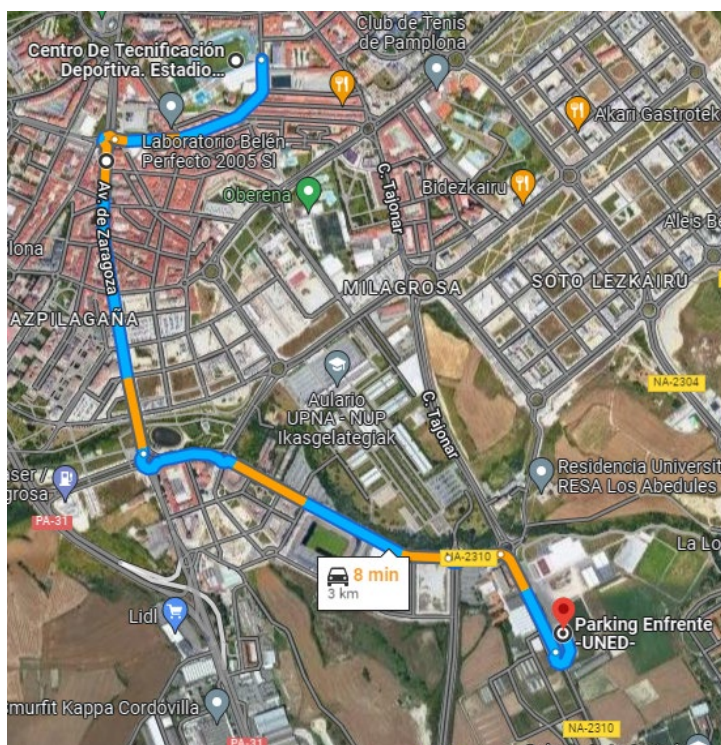 Club de Tenis
de Pamplona
Centro De Tecnificación
Deportiva. Estadio...
Akari Gastrotek
Laboratorio Belén
Perfecto 2005 Sl
Oberena
C. Tajonar
Bidezkairu
Av. de Zaragoza
lona
MILAGROSA
SOTO LEZKAIRU
AZPILAGAÑA
NA-2304
Aulario
UPNA - NUP
Ikasgelategiak
C. Tajonar
grosa
Residencia Universit
RESA Los Abedules
PA-31
NA-2310
La Lo
8 min
3 km
Lidl
Parking Enfrente
-UNED-
smurfit Kappa Cordovilla
NA-2310
PA-31